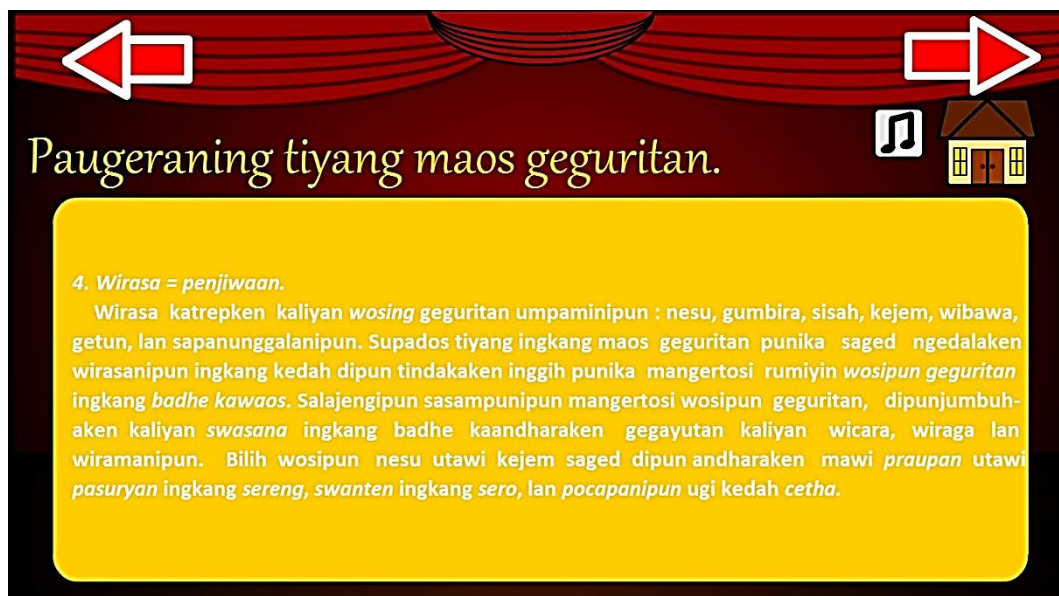 Paugeraning tiyang maos geguritan.
4. Wirasa = penjiwaan.
Wirasa katrepken kaliyan wosing geguritan umpaminipun : nesu, gumbira, sisah, kejem, wibawa,
getun, lan sapanunggalanipun. Supados tiyang ingkang maos geguritan punika saged ngedalaken
wirasanipun ingkang kedah dipun tindakaken inggih punika mangertosi rumiyin wosipun geguritan
ingkang badhe kawaos. Salajengipun sasampunipun mangertosi wosipun geguritan, dipunjumbuh-
aken kaliyan swasana ingkang badhe kaandharaken gegayutan kaliyan wicara, wiraga lan
wiramanipun. Bilih wosipun nesu utawi kejem saged dipun andharaken mawi praupan utawi
pasuryan ingkang sereng, swanten ingkang sero, lan pocapanipun ugi kedah cetha.